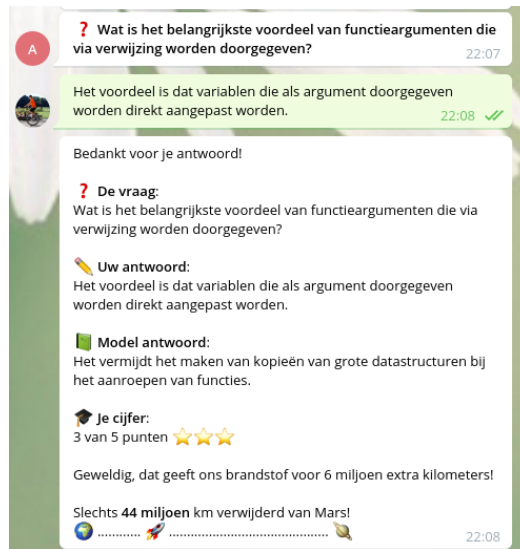 ❓ Wat is het belangrijkste voordeel van functieargumenten die
via verwijzing worden doorgegeven?
A
22:07
Het voordeel is dat variablen die als argument doorgegeven
worden direkt aangepast worden.
22:08
Bedankt voor je antwoord!
❓ De vraag:
Wat is het belangrijkste voordeel van functieargumenten die via
verwijzing worden doorgegeven?
✏️ Uw antwoord:
Het voordeel is dat variablen die als argument doorgegeven
worden direkt aangepast worden.
📗 Model antwoord:
Het vermijdt het maken van kopieën van grote datastructuren bij
het aanroepen van functies.
🎓 Je cijfer:
3 van 5 punten ⭐⭐⭐
Geweldig, dat geeft ons brandstof voor 6 miljoen extra kilometers!
Slechts 44 miljoen km verwijderd van Mars!
🌍 ............ 🚀 ............................................. 🪐
22:08